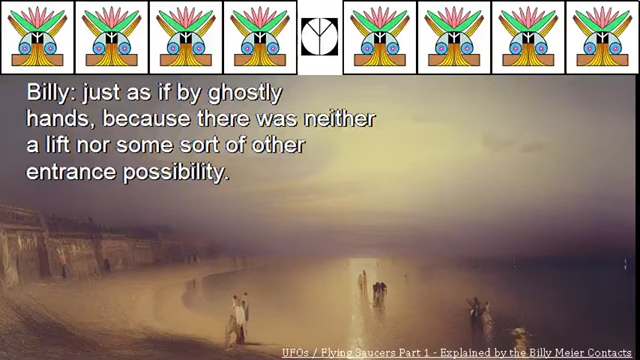 Billy: just as if by ghostly
hands, because there was neither
a lift nor some sort of other
entrance possibility.
UFOs / Flying Saucers Part 1 - Explained by the Billy Meier Contacts